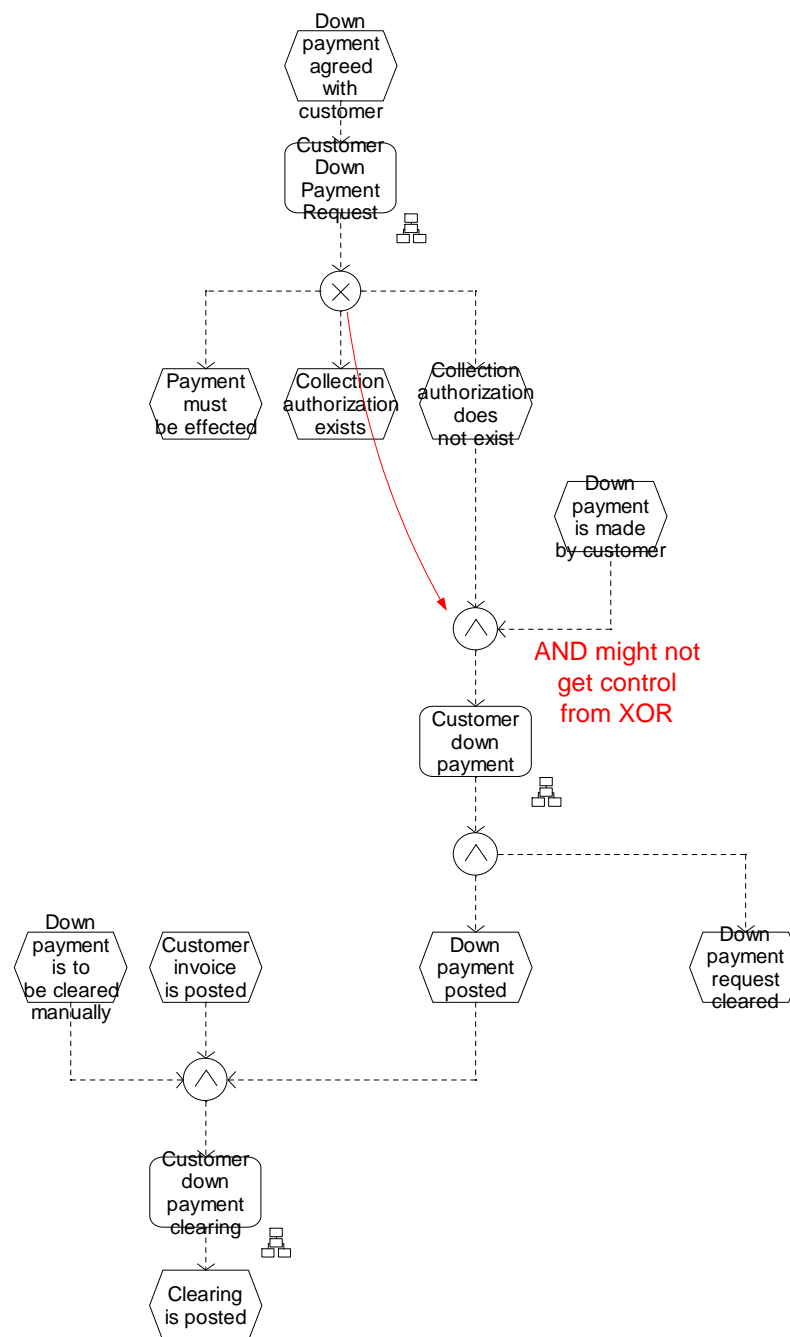 Down
payment
agreed
with
customer
Customer
Down
Payment
Request
Payment
must
be effected
Collection
authorization
exists
Collection
authorization
does
not exist
Down
payment
is made
by customer
AND might not
get control
from XOR
Customer
down
payment
Down
payment
is to
be cleared
manually
Customer
invoice
is posted
Down
payment
posted
Down
payment
request
cleared
Customer
down
payment
clearing
Clearing
is posted